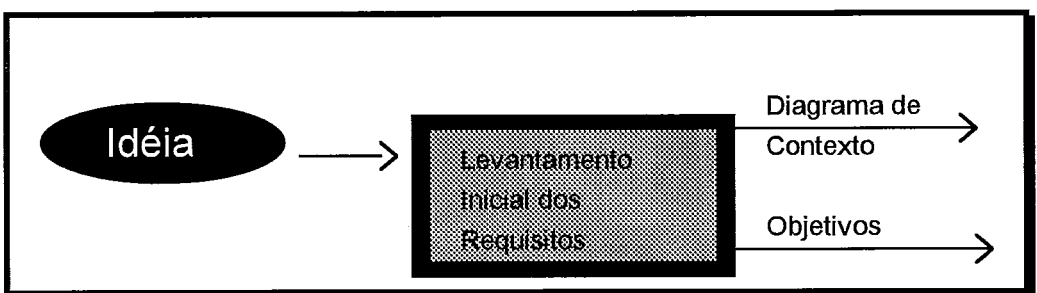 Idéia
Levantamento
Inicial dos
Requisitos
Diagrama de
Contexto
Objetivos